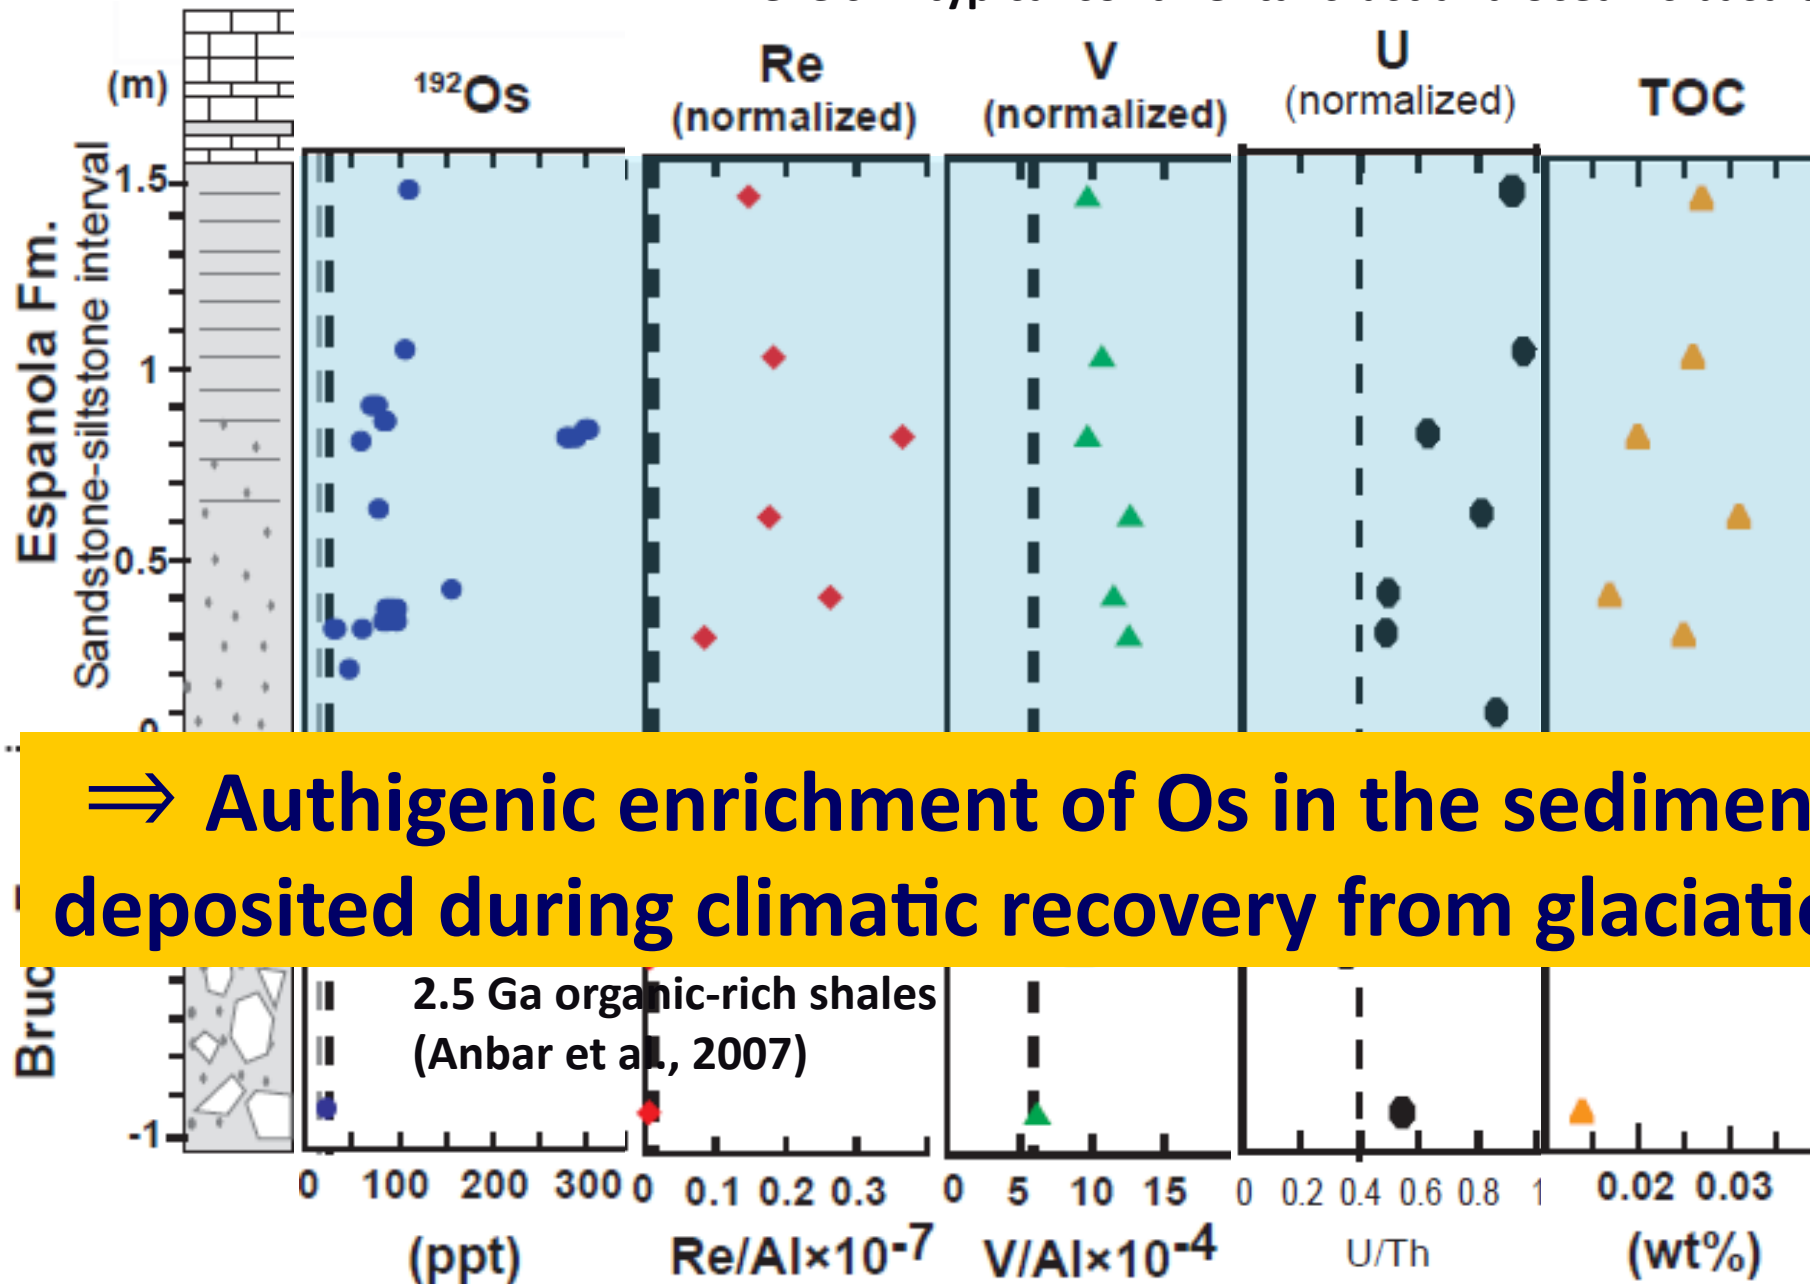 (m)
192Os
Re
(normalized)
V
(normalized)
U
(normalized)
TOC
Espanola Fm.
Sandstone-siltstone interval
1.5
1
0.5
⇒ Authigenic enrichment of Os in the sedimen
deposited during climatic recovery from glaciatio
Bruc
2.5 Ga organic-rich shales
(Anbar et al., 2007)
-1
0 100 200 300
0 0.1 0.2 0.3
0 5 10 15
0 0.2 0.4 0.6 0.8 1
0.02 0.03
(ppt)
Re/Al×10-7
V/Al×10-4
U/Th
(wt%)